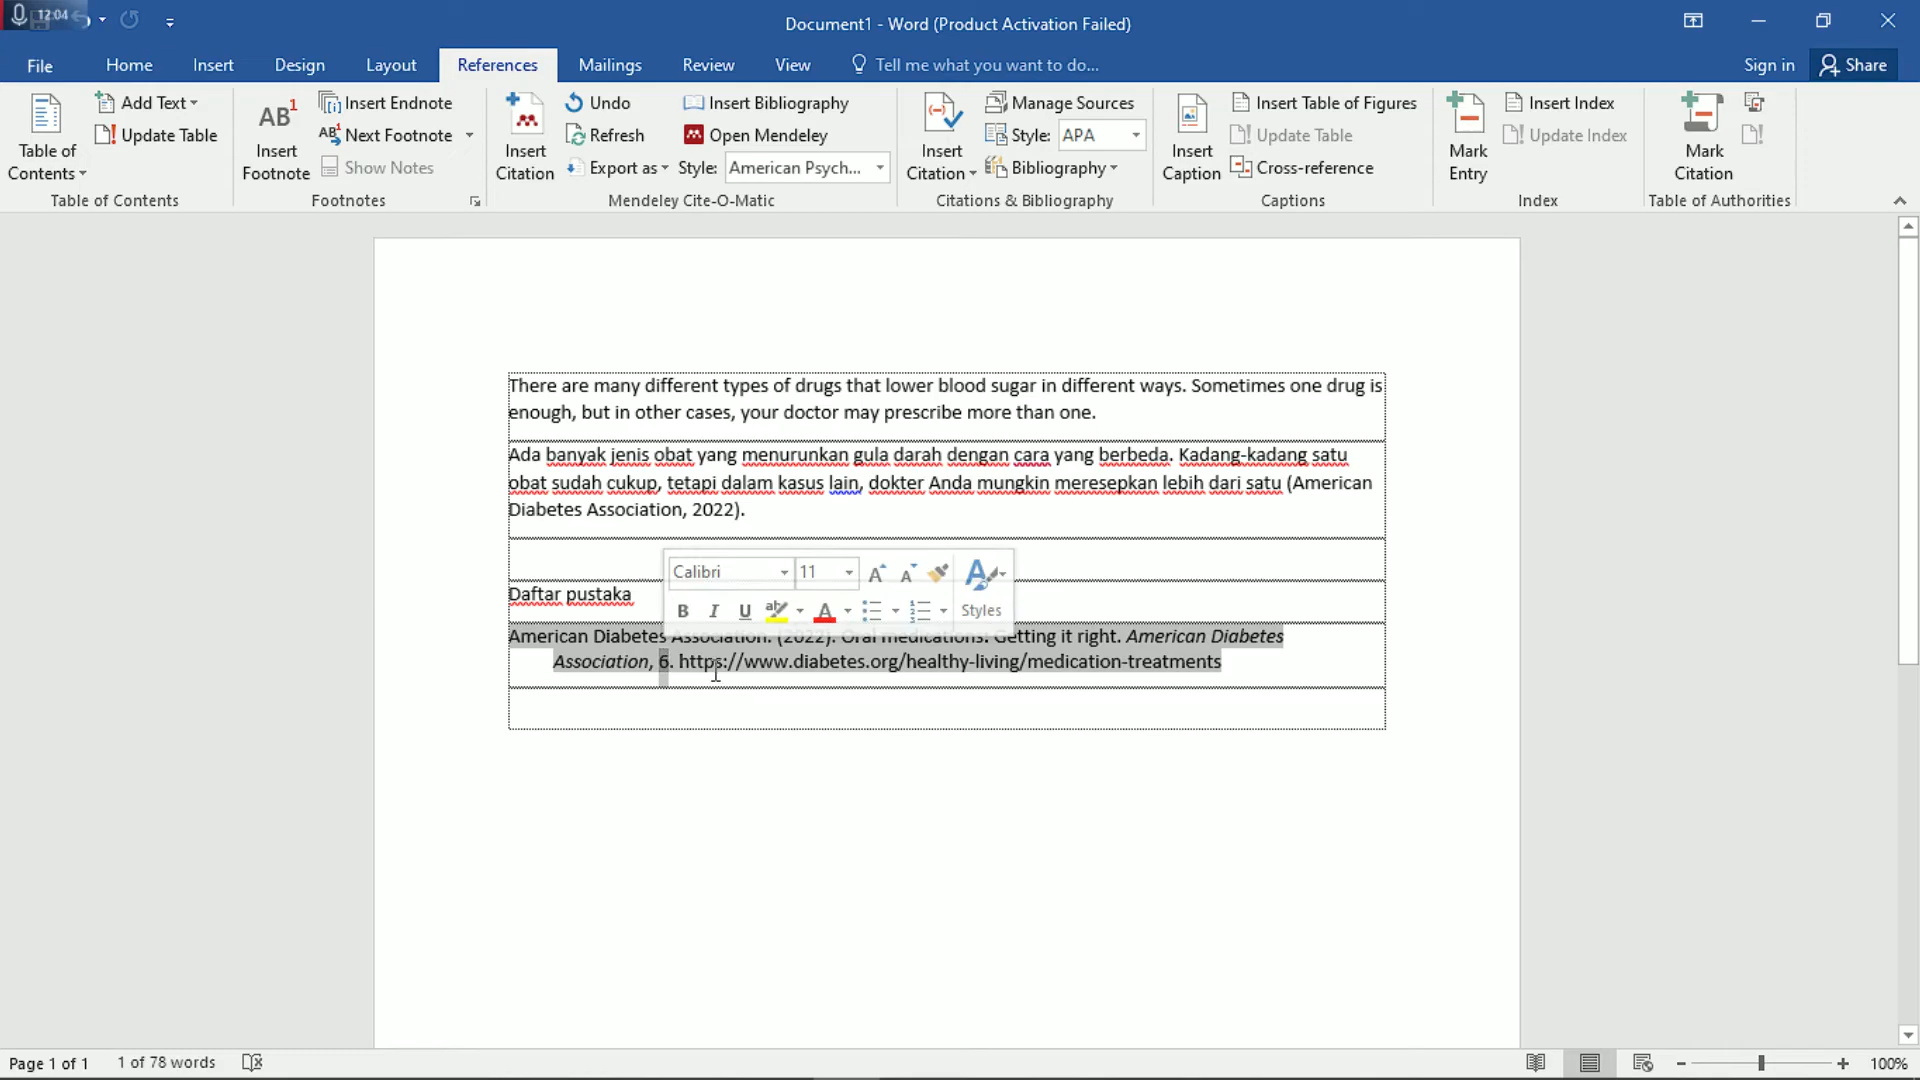 12:04
Document1 - Word (Product Activation Failed)
File Home Insert Design Layout References Mailings Review View Tell me what you want to do... Sign in Share
Table of Contents
Add Text
Update Table
Table of Contents
AB1 Insert Footnote
Insert Endnote
AB Next Footnote
Show Notes
Footnotes
Insert Citation
Undo
Refresh
Export as
Insert Bibliography
Open Mendeley
Style: American Psych...
Mendeley Cite-O-Matic
Insert Citation
Manage Sources
Style: APA
Bibliography
Citations & Bibliography
Insert Caption
Insert Table of Figures
Update Table
Cross-reference
Captions
Mark Entry
Insert Index
Update Index
Index
Mark Citation
Table of Authorities
There are many different types of drugs that lower blood sugar in different ways. Sometimes one drug is
enough, but in other cases, your doctor may prescribe more than one.
Ada banyak jenis obat yang menurunkan gula darah dengan cara yang berbeda. Kadang-kadang satu
obat sudah cukup, tetapi dalam kasus lain, dokter Anda mungkin meresepkan lebih dari satu (American
Diabetes Association, 2022).
Calibri 11 A A
B I U ab A Styles
Daftar pustaka
American Diabetes Association. (2022). Oral medications: Getting it right. American Diabetes
Association, 6. https://www.diabetes.org/healthy-living/medication-treatments
Page 1 of 1 1 of 78 words 100%